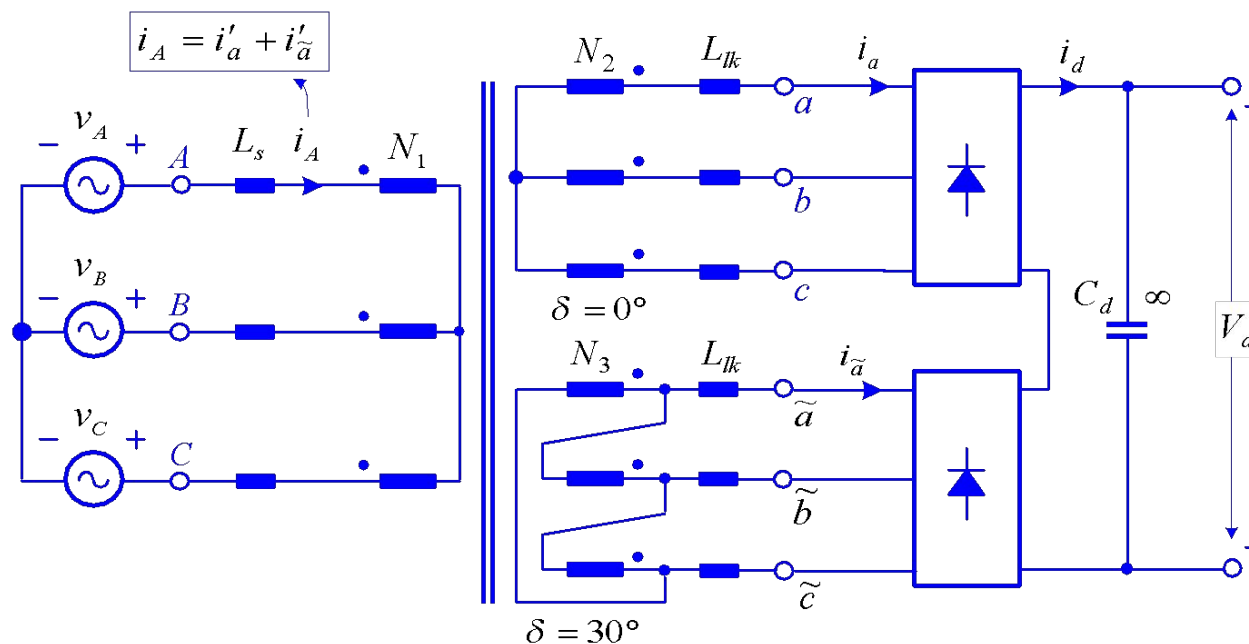 i_A = i'_a + i'_ã
v_A
− +
A
L_s
i_A
N_1
v_B
− +
B
v_C
− +
C
N_2
L_lk
a
i_a
i_d
b
c
δ = 0°
N_3
L_lk
i_ã
ã
b̃
c̃
δ = 30°
C_d
∞